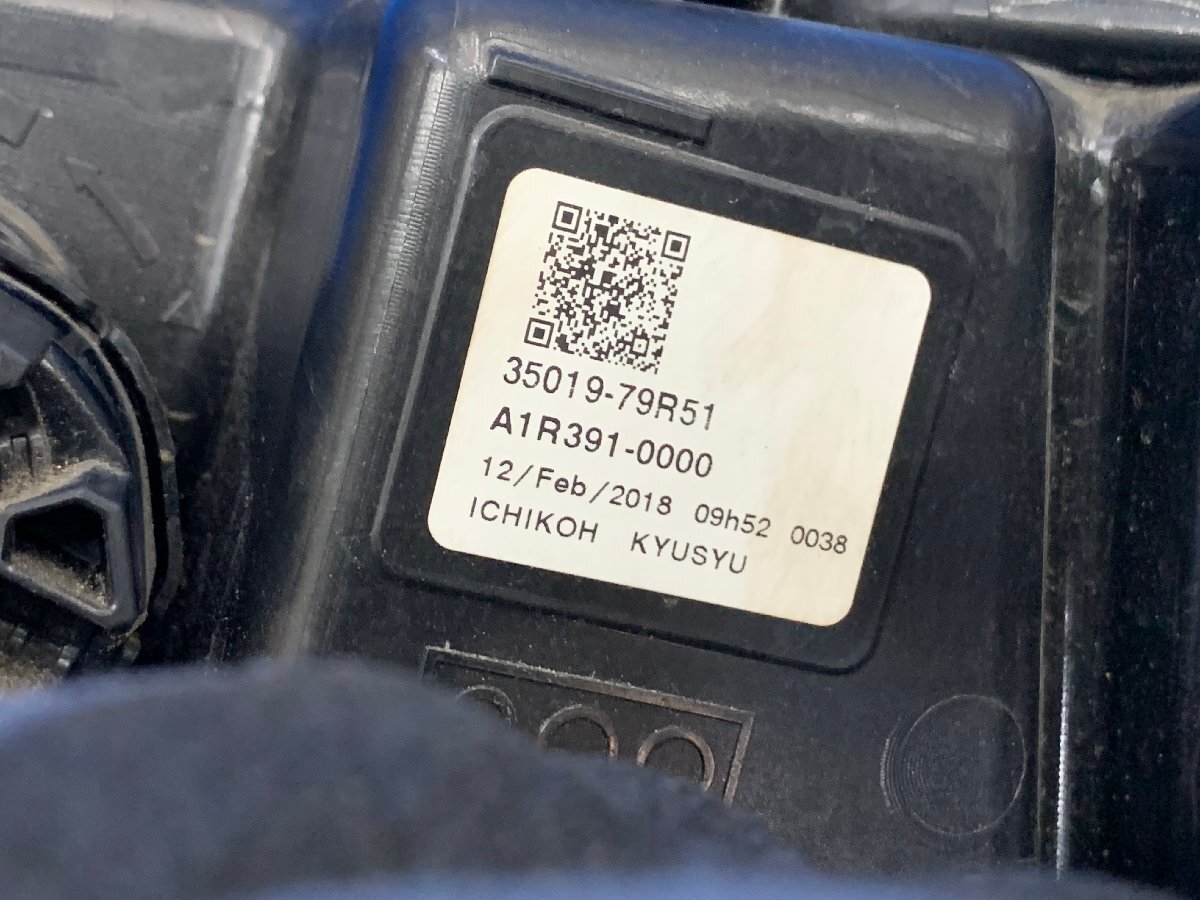 35019-79R51
A1R391-0000
12/Feb/2018 09h52 0038
ICHIKOH KYUSYU